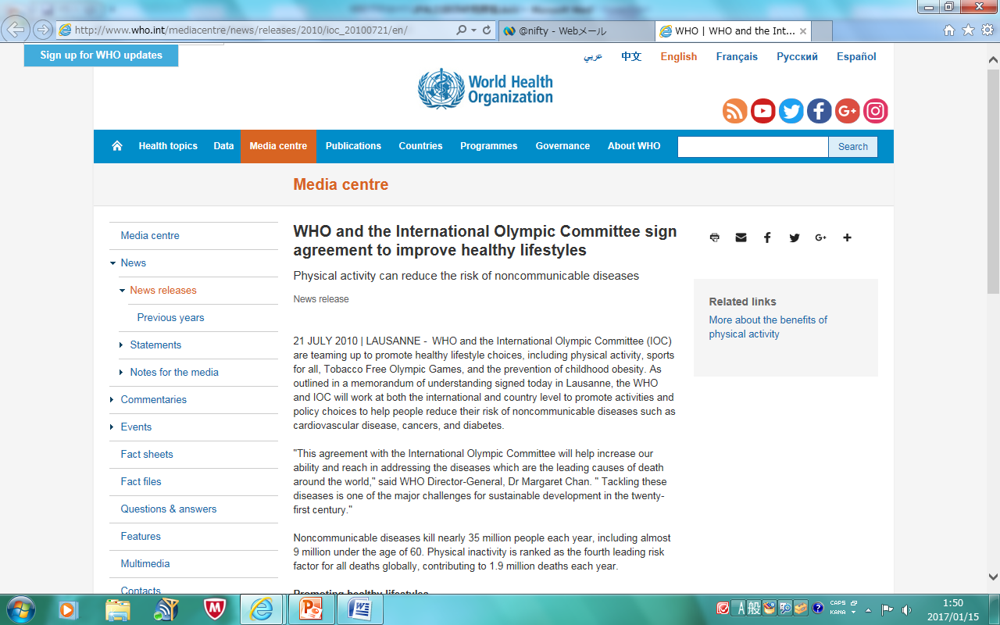 http://www.who.int/mediacentre/news/releases/2010/ioc_20100721/en/
@nifty - Webメール
WHO | WHO and the Int...
Sign up for WHO updates
عربي 中文 English Français Русский Español
World Health
Organization
Health topics Data Media centre Publications Countries Programmes Governance About WHO Search
Media centre
Media centre
News
News releases
Previous years
Statements
Notes for the media
Commentaries
Events
Fact sheets
Fact files
Questions & answers
Features
Multimedia
Contacts
WHO and the International Olympic Committee sign
agreement to improve healthy lifestyles
Physical activity can reduce the risk of noncommunicable diseases
News release
21 JULY 2010 | LAUSANNE - WHO and the International Olympic Committee (IOC)
are teaming up to promote healthy lifestyle choices, including physical activity, sports
for all, Tobacco Free Olympic Games, and the prevention of childhood obesity. As
outlined in a memorandum of understanding signed today in Lausanne, the WHO
and IOC will work at both the international and country level to promote activities and
policy choices to help people reduce their risk of noncommunicable diseases such as
cardiovascular disease, cancers, and diabetes.
"This agreement with the International Olympic Committee will help increase our
ability and reach in addressing the diseases which are the leading causes of death
around the world," said WHO Director-General, Dr Margaret Chan. " Tackling these
diseases is one of the major challenges for sustainable development in the twenty-
first century."
Noncommunicable diseases kill nearly 35 million people each year, including almost
9 million under the age of 60. Physical inactivity is ranked as the fourth leading risk
factor for all deaths globally, contributing to 1.9 million deaths each year.
Promoting healthy lifestyles
Related links
More about the benefits of
physical activity
A 般
CAPS
KANA
1:50
2017/01/15